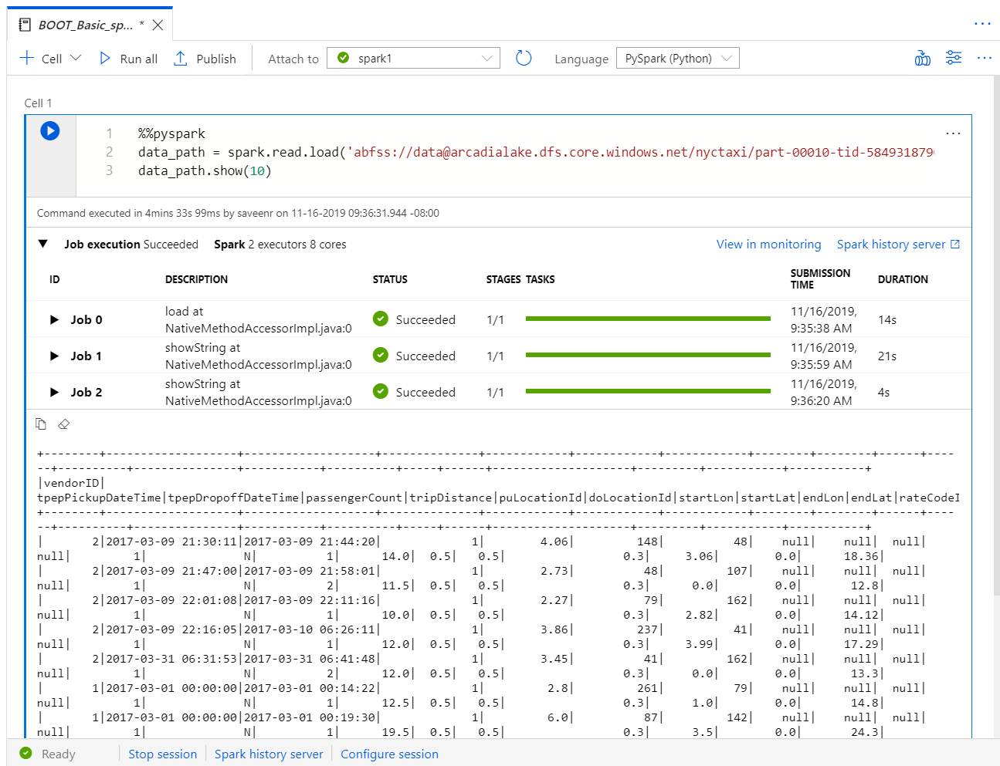 BOOT_Basic_sp... *
Cell Run all Publish Attach to spark1 Language PySpark (Python)
Cell 1
1 %%pyspark
2 data_path = spark.read.load('abfss://data@arcadialake.dfs.core.windows.net/nyctaxi/part-00010-tid-584931879
3 data_path.show(10)
Command executed in 4mins 33s 99ms by saveenr on 11-16-2019 09:36:31.944 -08:00
Job execution Succeeded Spark 2 executors 8 cores View in monitoring Spark history server
ID DESCRIPTION STATUS STAGES TASKS SUBMISSION TIME DURATION
Job 0 load at NativeMethodAccessorImpl.java:0 Succeeded 1/1 11/16/2019, 9:35:38 AM 14s
Job 1 showString at NativeMethodAccessorImpl.java:0 Succeeded 1/1 11/16/2019, 9:35:59 AM 21s
Job 2 showString at NativeMethodAccessorImpl.java:0 Succeeded 1/1 11/16/2019, 9:36:20 AM 4s
+--------+-------------------+-------------------+--------------+------------+------------+------------+--------+--------+------+----
--+----------+----------------+-----------+----------+-----+------+--------------------+---------+-----------+-----------+
|vendorID|
tpepPickupDateTime|tpepDropoffDateTime|passengerCount|tripDistance|puLocationId|doLocationId|startLon|startLat|endLon|endLat|rateCodeI
+--------+-------------------+-------------------+--------------+------------+------------+------------+--------+--------+------+----
--+----------+----------------+-----------+----------+-----+------+--------------------+---------+-----------+-----------+
| 2|2017-03-09 21:30:11|2017-03-09 21:44:20| 1| 4.06| 148| 48| null| null| null|
null| 1| N| 1| 14.0| 0.5| 0.5| 0.3| 3.06| 0.0| 18.36|
| 2|2017-03-09 21:47:00|2017-03-09 21:58:01| 1| 2.73| 48| 107| null| null| null|
null| 1| N| 2| 11.5| 0.5| 0.5| 0.3| 0.0| 0.0| 12.8|
| 2|2017-03-09 22:01:08|2017-03-09 22:11:16| 1| 2.27| 79| 162| null| null| null|
null| 1| N| 1| 10.0| 0.5| 0.5| 0.3| 2.82| 0.0| 14.12|
| 2|2017-03-09 22:16:05|2017-03-10 06:26:11| 1| 3.86| 237| 41| null| null| null|
null| 1| N| 1| 12.0| 0.5| 0.5| 0.3| 3.99| 0.0| 17.29|
| 2|2017-03-31 06:31:53|2017-03-31 06:41:48| 1| 3.45| 41| 162| null| null| null|
null| 1| N| 2| 12.0| 0.5| 0.5| 0.3| 0.0| 0.0| 13.3|
| 1|2017-03-01 00:00:00|2017-03-01 00:14:22| 1| 2.8| 261| 79| null| null| null|
null| 1| N| 1| 12.5| 0.5| 0.5| 0.3| 1.0| 0.0| 14.8|
| 1|2017-03-01 00:00:00|2017-03-01 00:19:30| 1| 6.0| 87| 142| null| null| null|
null| 1| N| 1| 19.5| 0.5| 0.5| 0.3| 3.5| 0.0| 24.3|
Ready Stop session Spark history server Configure session